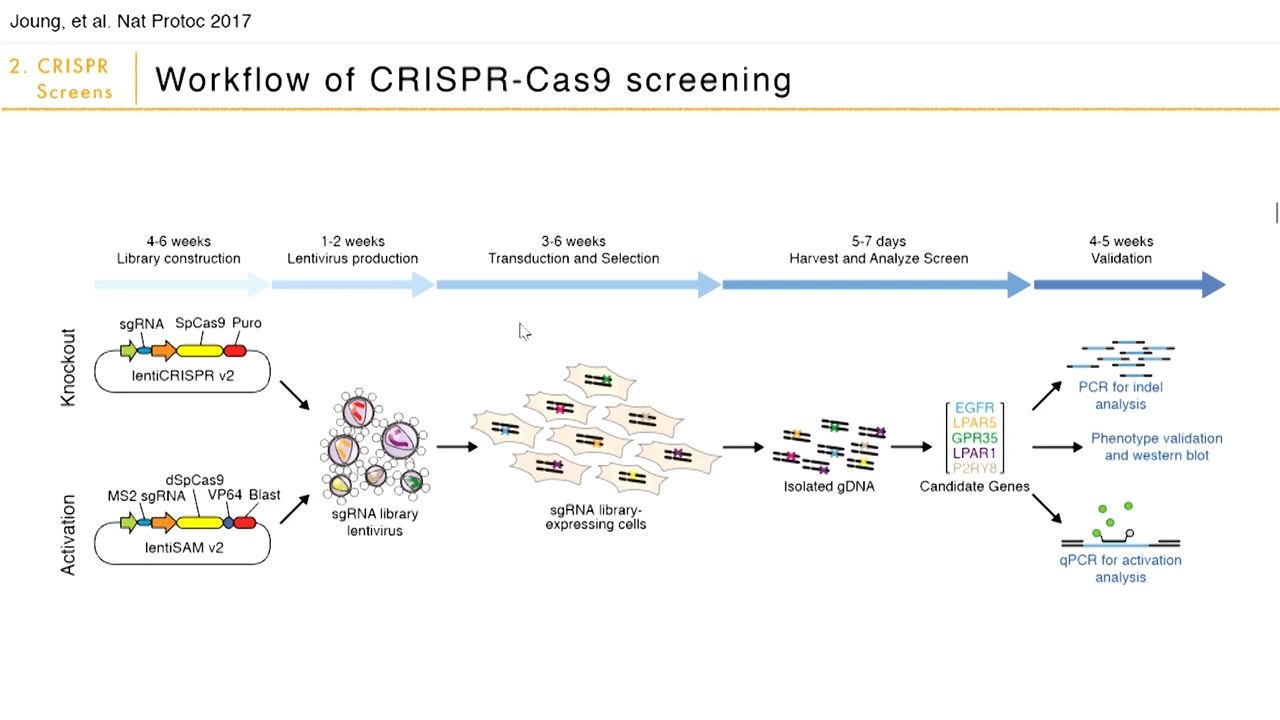 Joung, et al. Nat Protoc 2017
2. CRISPR
Screens
Workflow of CRISPR-Cas9 screening
4-6 weeks
Library construction
1-2 weeks
Lentivirus production
3-6 weeks
Transduction and Selection
5-7 days
Harvest and Analyze Screen
4-5 weeks
Validation
Knockout
sgRNA SpCas9 Puro
lentiCRISPR v2
Activation
dSpCas9
MS2 sgRNA VP64 Blast
lentiSAM v2
sgRNA library
lentivirus
sgRNA library-
expressing cells
Isolated gDNA
EGFR
LPAR5
GPR35
LPAR1
P2RY8
Candidate Genes
PCR for indel
analysis
Phenotype validation
and western blot
qPCR for activation
analysis